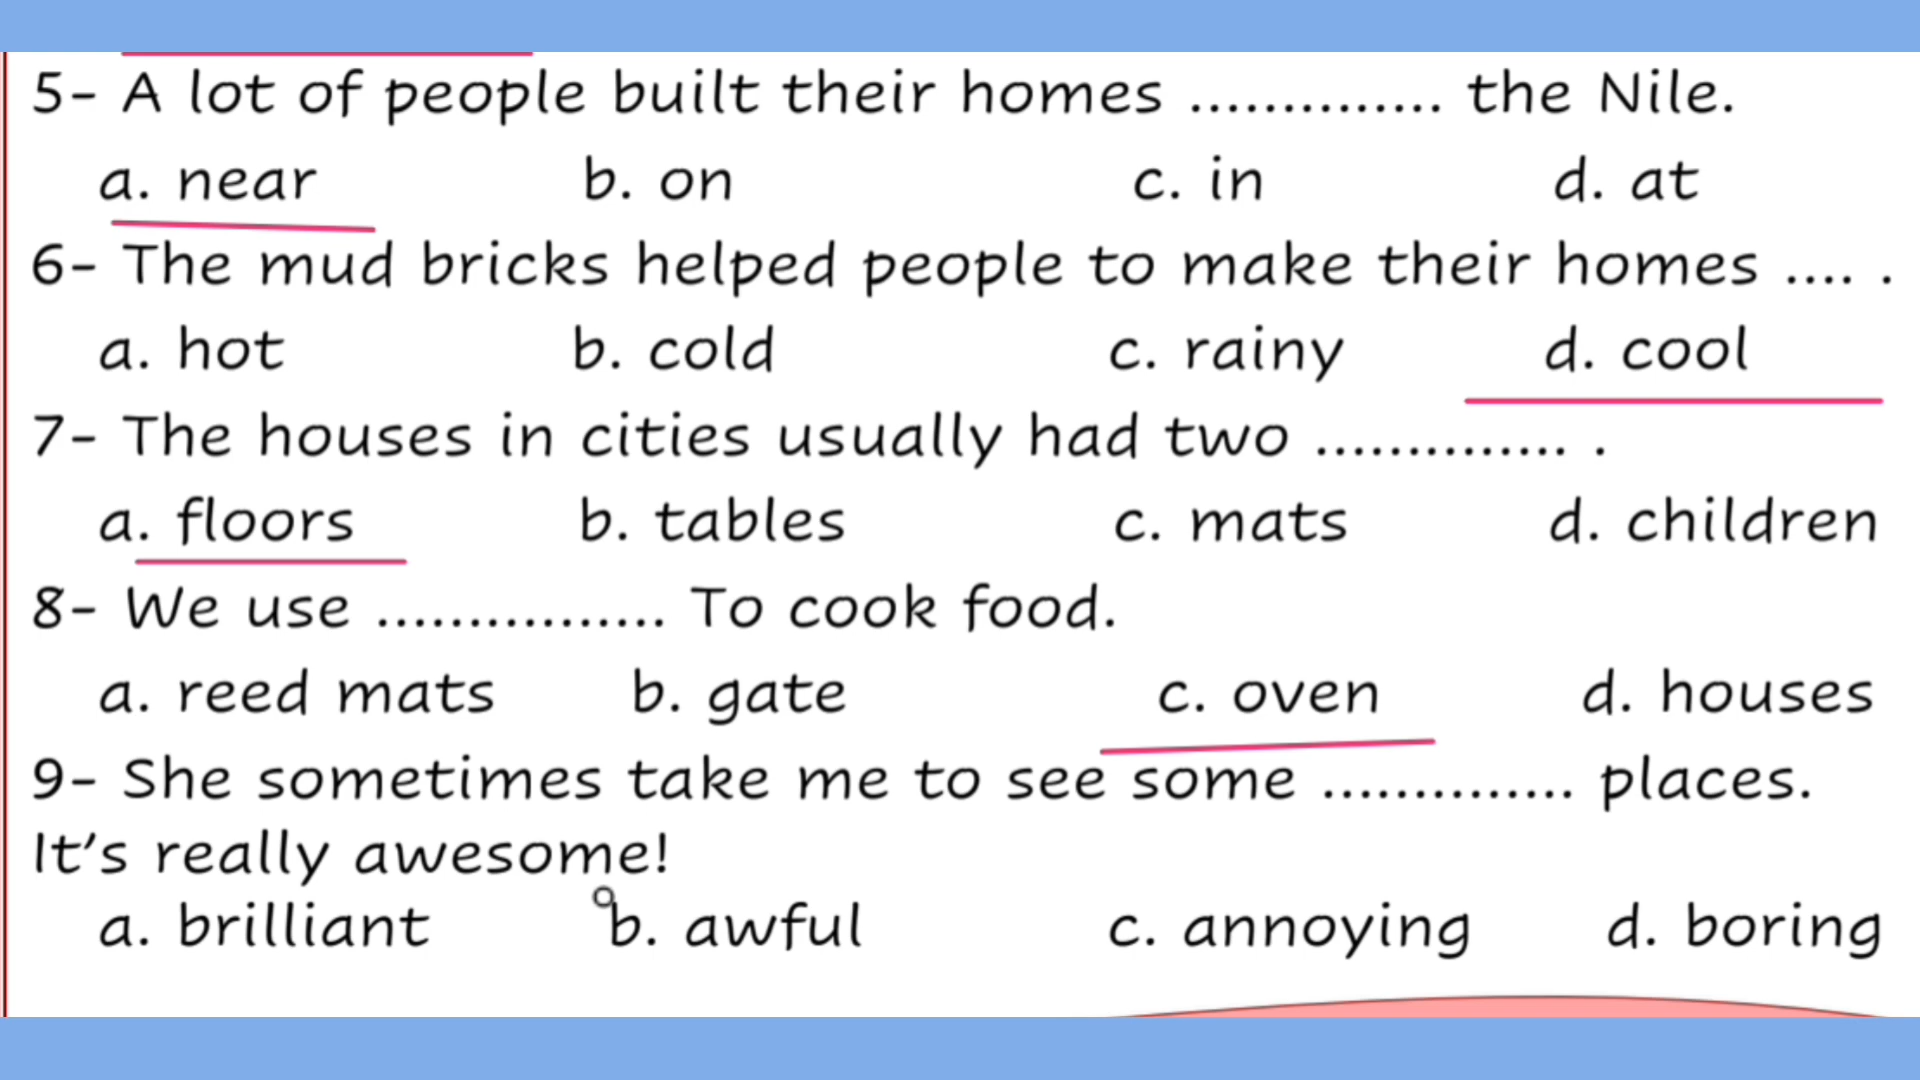 5- A lot of people built their homes .............. the Nile.
a. near b. on c. in d. at
6- The mud bricks helped people to make their homes .... .
a. hot b. cold c. rainy d. cool
7- The houses in cities usually had two .............. .
a. floors b. tables c. mats d. children
8- We use ................ To cook food.
a. reed mats b. gate c. oven d. houses
9- She sometimes take me to see some .............. places.
It's really awesome!
a. brilliant b. awful c. annoying d. boring